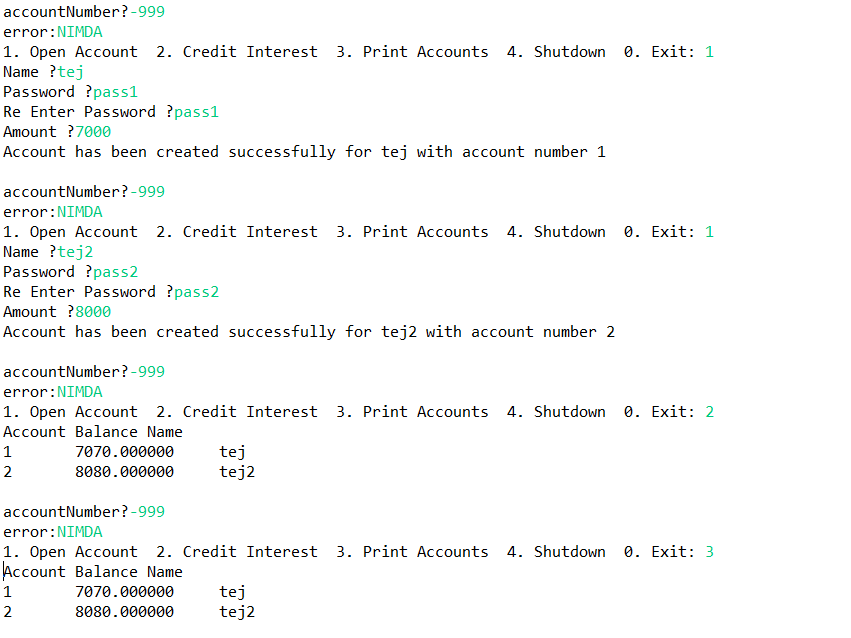 accountNumber?-999
error:NIMDA
1. Open Account  2. Credit Interest  3. Print Accounts  4. Shutdown  0. Exit: 1
Name ?tej
Password ?pass1
Re Enter Password ?pass1
Amount ?7000
Account has been created successfully for tej with account number 1
accountNumber?-999
error:NIMDA
1. Open Account  2. Credit Interest  3. Print Accounts  4. Shutdown  0. Exit: 1
Name ?tej2
Password ?pass2
Re Enter Password ?pass2
Amount ?8000
Account has been created successfully for tej2 with account number 2
accountNumber?-999
error:NIMDA
1. Open Account  2. Credit Interest  3. Print Accounts  4. Shutdown  0. Exit: 2
Account Balance Name
1       7070.000000     tej
2       8080.000000     tej2
accountNumber?-999
error:NIMDA
1. Open Account  2. Credit Interest  3. Print Accounts  4. Shutdown  0. Exit: 3
Account Balance Name
1       7070.000000     tej
2       8080.000000     tej2